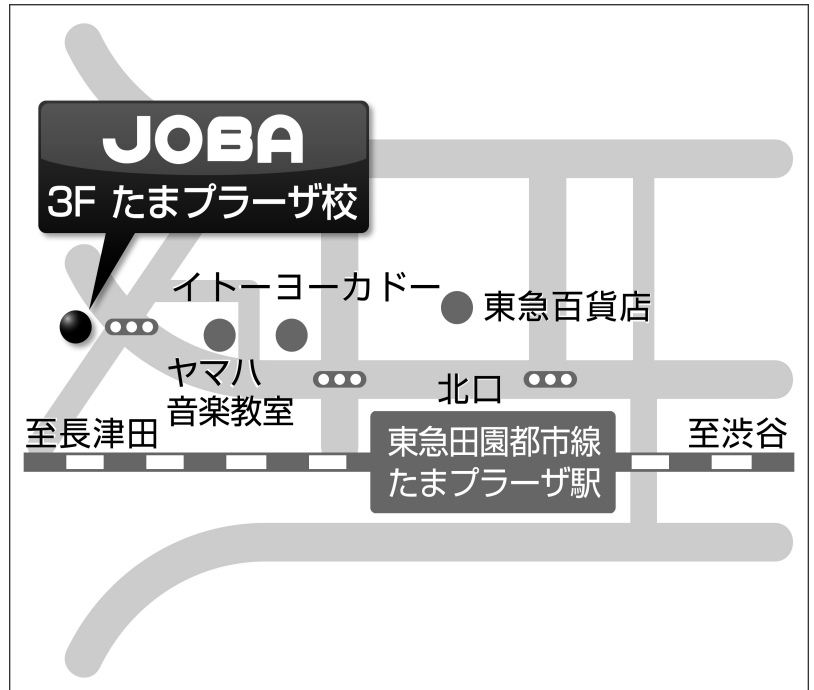 JOBA
3F たまプラーザ校
イトーヨーカドー
東急百貨店
ヤマハ
音楽教室
北口
至長津田
東急田園都市線
たまプラーザ駅
至渋谷